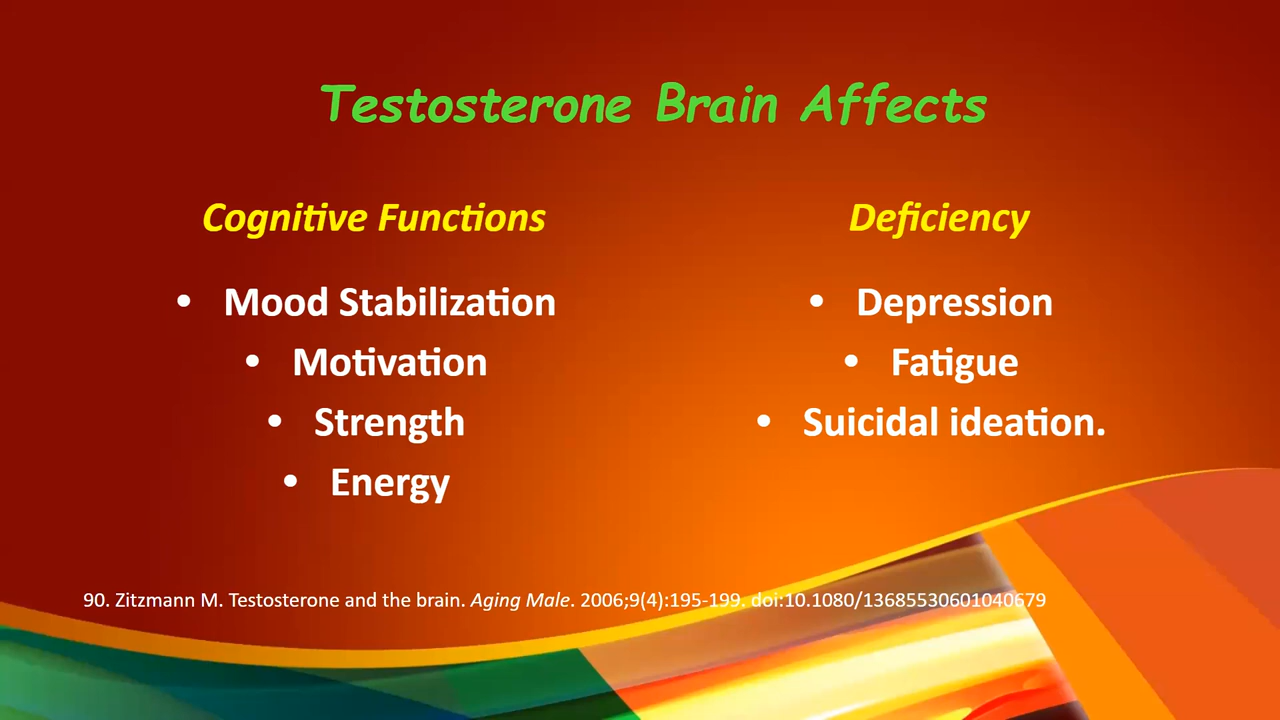 Testosterone Brain Affects
Cognitive Functions
• Mood Stabilization
• Motivation
• Strength
• Energy
Deficiency
• Depression
• Fatigue
• Suicidal ideation.
90. Zitzmann M. Testosterone and the brain. Aging Male. 2006;9(4):195-199. doi:10.1080/13685530601040679